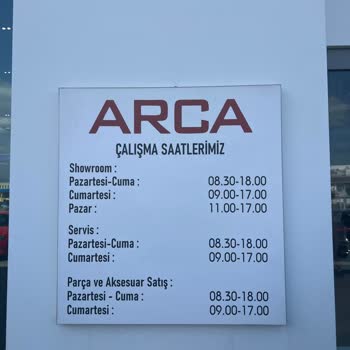 ARCA
ÇALIŞMA SAATLERİMİZ
Showroom :
Pazartesi-Cuma : 08.30-18.00
Cumartesi : 09.00-17.00
Pazar : 11.00-17.00
Servis :
Pazartesi-Cuma : 08.30-18.00
Cumartesi : 09.00-17.00
Parça ve Aksesuar Satış :
Pazartesi - Cuma : 08.30-18.00
Cumartesi : 09.00-17.00